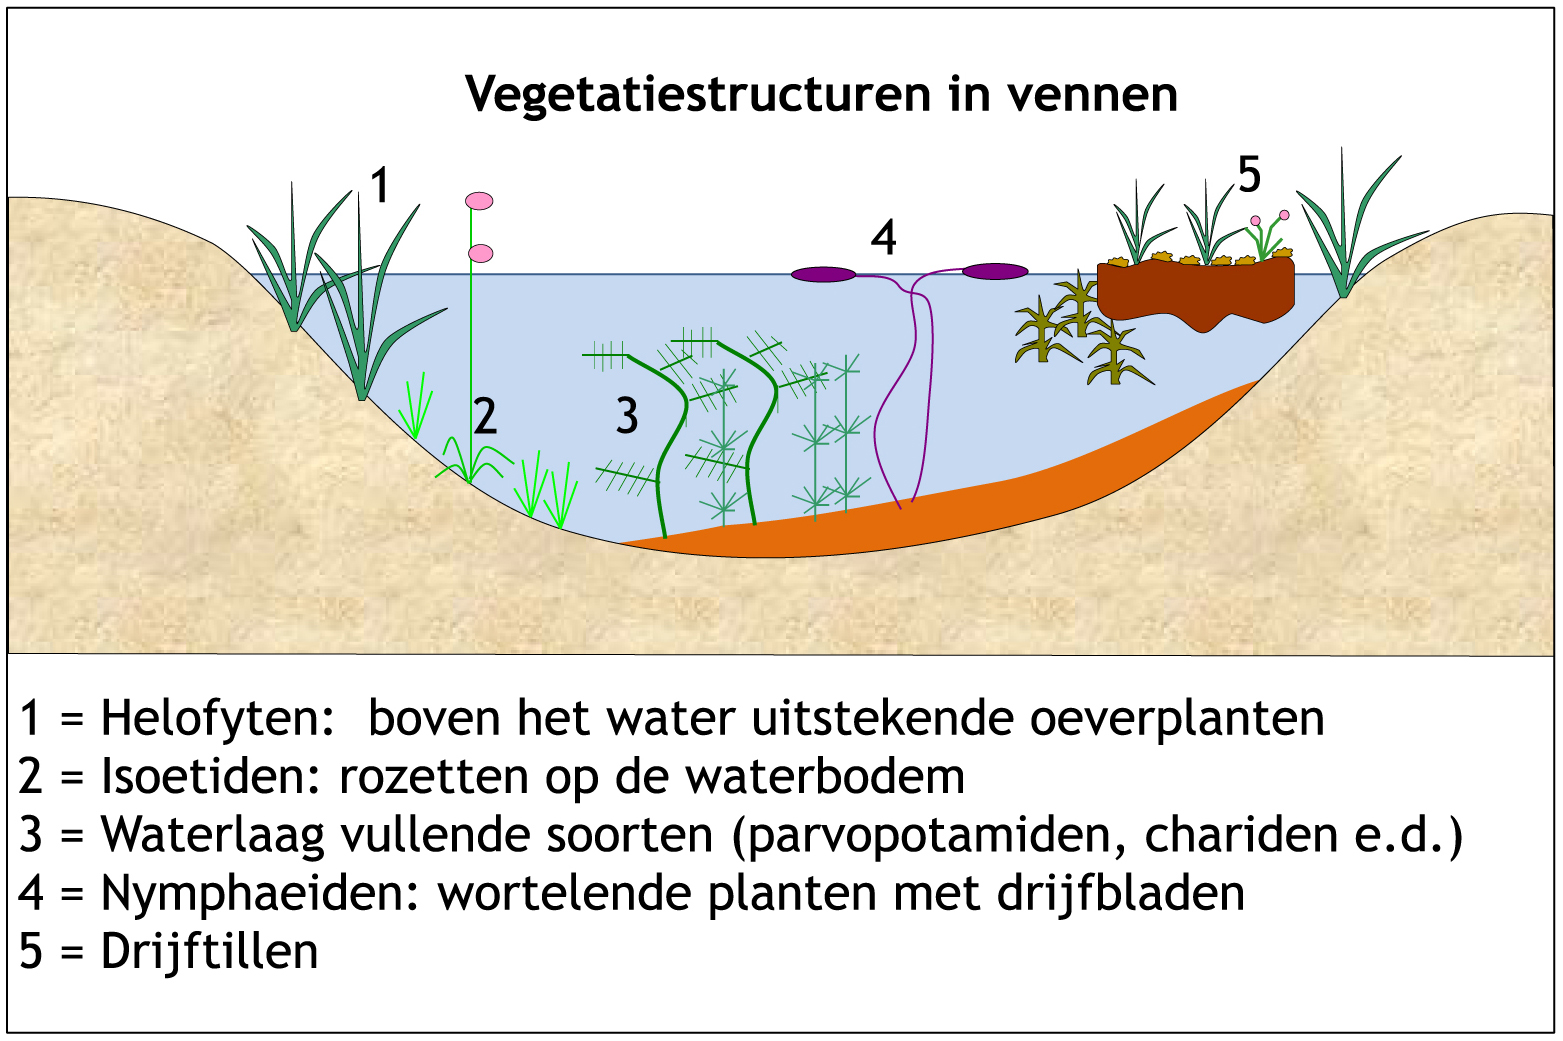 Vegetatiestructuren in vennen
1
5
4
2
3
1 = Helofyten:  boven het water uitstekende oeverplanten
2 = Isoetiden: rozetten op de waterbodem
3 = Waterlaag vullende soorten (parvopotamiden, chariden e.d.)
4 = Nymphaeiden: wortelende planten met drijfbladen
5 = Drijftillen